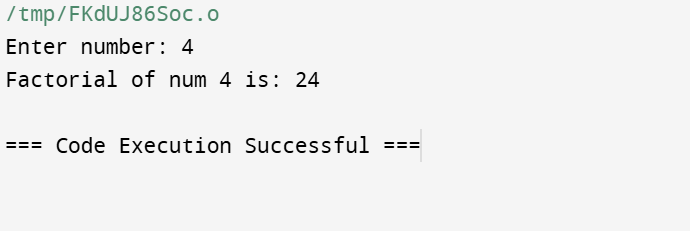 /tmp/FKdUJ86Soc.o
Enter number: 4
Factorial of num 4 is: 24
=== Code Execution Successful ===